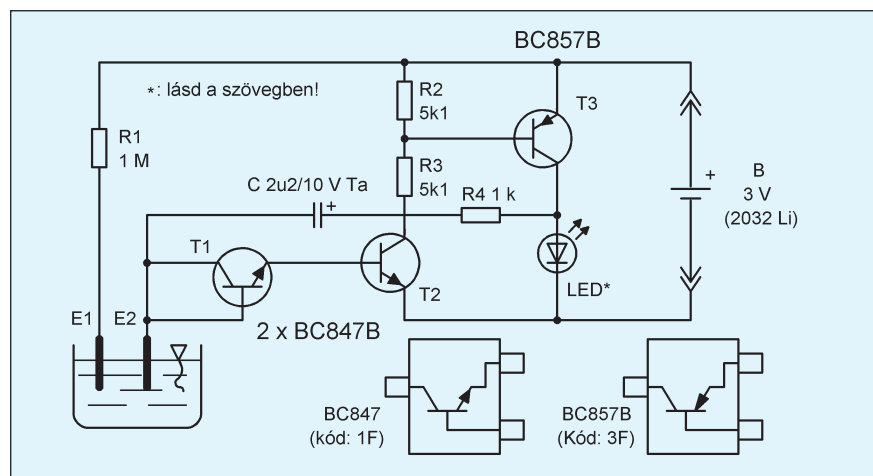 BC857B
*: lásd a szövegben!
R2
5k1
T3
R1
1 M
R3
5k1
B
3 V
(2032 Li)
+
C 2u2/10 V Ta
+
R4 1 k
T1
T2
LED*
E1
E2
2 x BC847B
BC847
(kód: 1F)
BC857B
(Kód: 3F)